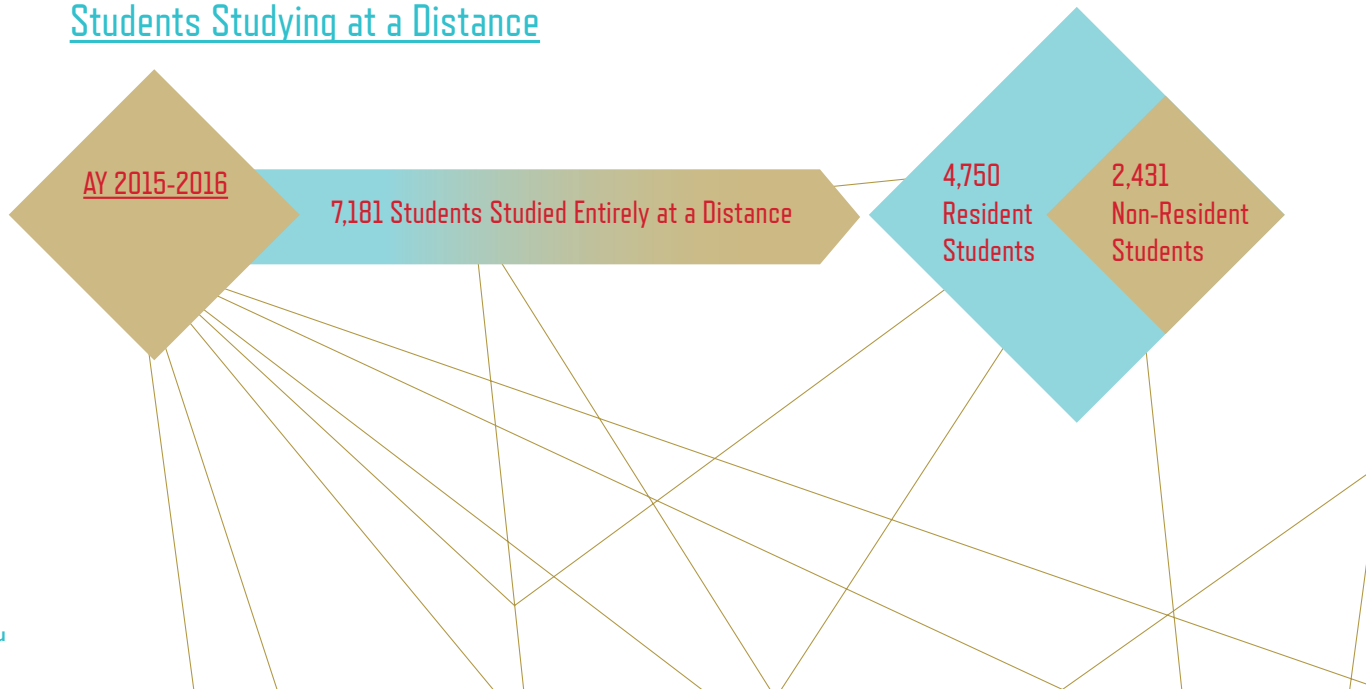 Students Studying at a Distance
AY 2015-2016
7,181 Students Studied Entirely at a Distance
4,750
Resident
Students
2,431
Non-Resident
Students